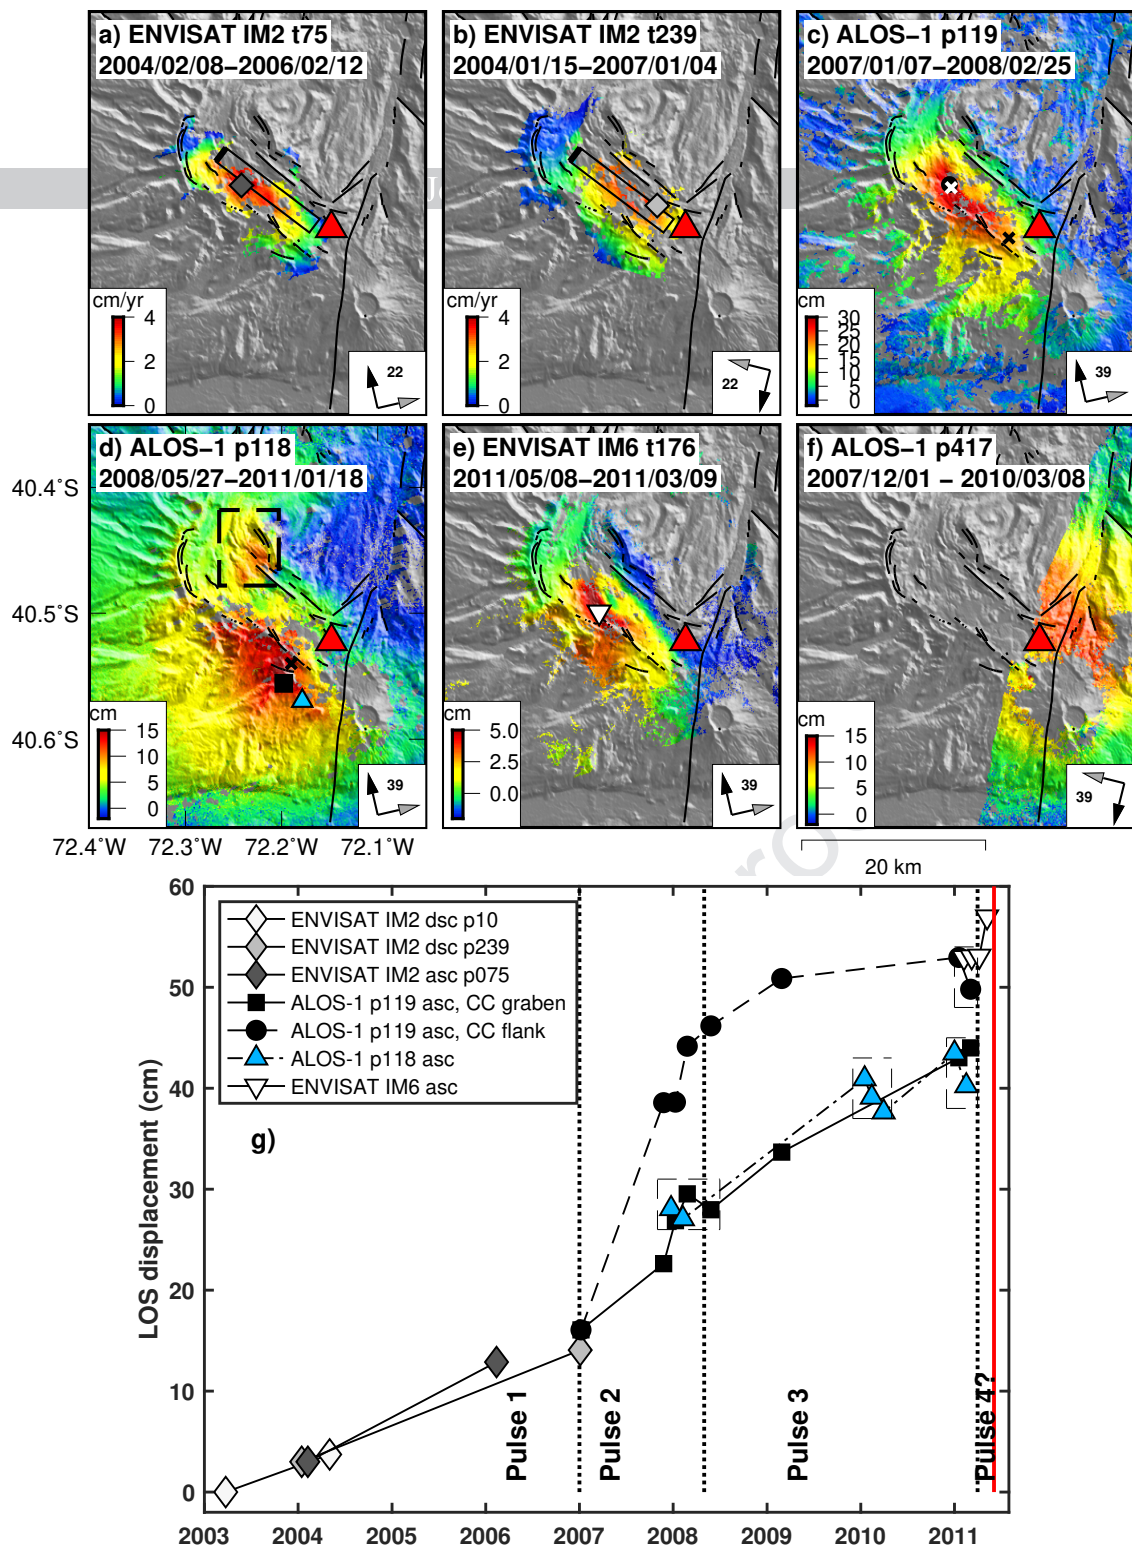 a) ENVISAT IM2 t75
2004/02/08−2006/02/12
cm/yr
4
2
0
22
b) ENVISAT IM2 t239
2004/01/15−2007/01/04
cm/yr
4
2
0
22
c) ALOS−1 p119
2007/01/07−2008/02/25
cm
30
25
20
15
10
5
0
39
d) ALOS−1 p118
2008/05/27−2011/01/18
cm
15
10
5
0
39
40.4˚S
40.5˚S
40.6˚S
72.4˚W
72.3˚W
72.2˚W
72.1˚W
e) ENVISAT IM6 t176
2011/05/08−2011/03/09
cm
5.0
2.5
0.0
39
f) ALOS−1 p417
2007/12/01 − 2010/03/08
cm
15
10
5
0
39
20 km
ENVISAT IM2 dsc p10
ENVISAT IM2 dsc p239
ENVISAT IM2 asc p075
ALOS-1 p119 asc, CC graben
ALOS-1 p119 asc, CC flank
ALOS-1 p118 asc
ENVISAT IM6 asc
g)
LOS displacement (cm)
60
50
40
30
20
10
0
Pulse 1
Pulse 2
Pulse 3
Pulse 4?
2003
2004
2005
2006
2007
2008
2009
2010
2011